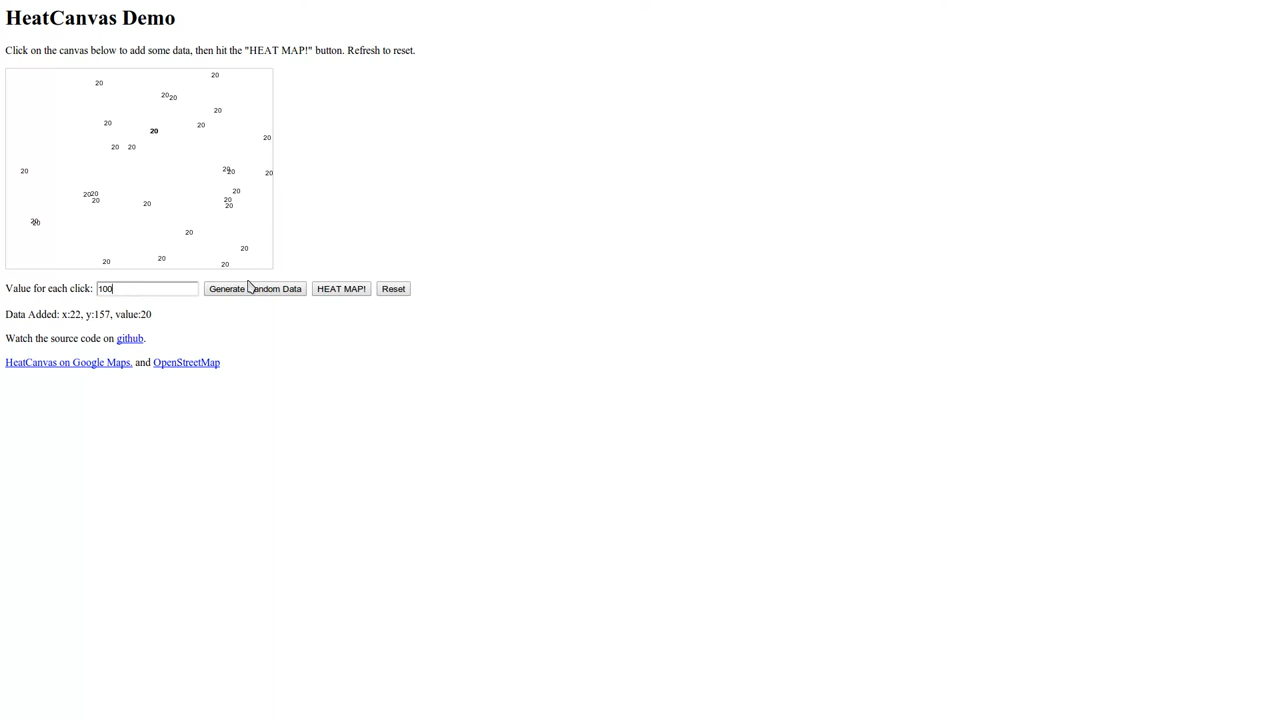 HeatCanvas Demo
Click on the canvas below to add some data, then hit the "HEAT MAP!" button. Refresh to reset.
20
20
20 20
20
20 20 20
20
20 20
20
20 20
20 20
20 20
20
20 20
20 20
20
20 20
20
20
20 20
20
Value for each click: 100 Generate Random Data HEAT MAP! Reset
Data Added: x:22, y:157, value:20
Watch the source code on github.
HeatCanvas on Google Maps. and OpenStreetMap